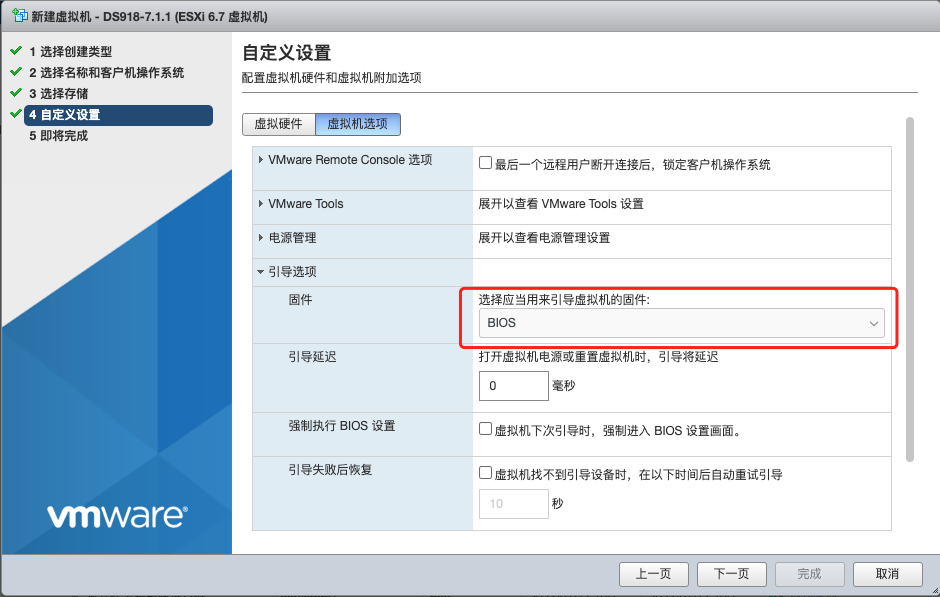 新建虚拟机 - DS918-7.1.1 (ESXi 6.7 虚拟机)
1 选择创建类型
2 选择名称和客户机操作系统
3 选择存储
4 自定义设置
5 即将完成
vmware®
自定义设置
配置虚拟机硬件和虚拟机附加选项
虚拟硬件 虚拟机选项
VMware Remote Console 选项 最后一个远程用户断开连接后，锁定客户机操作系统
VMware Tools 展开以查看 VMware Tools 设置
电源管理 展开以查看电源管理设置
引导选项
固件 选择应当用来引导虚拟机的固件:
BIOS
引导延迟 打开虚拟机电源或重置虚拟机时，引导将延迟
0 毫秒
强制执行 BIOS 设置 虚拟机下次引导时，强制进入 BIOS 设置画面。
引导失败后恢复 虚拟机找不到引导设备时，在以下时间后自动重试引导
10 秒
上一页 下一页 完成 取消